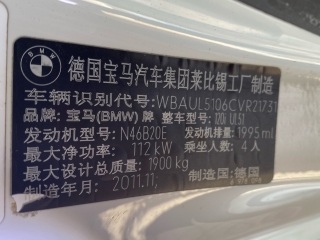 BMW
德国宝马汽车集团莱比锡工厂制造
车辆识别代号: WBAUL5106CVR21731
品牌: 宝马(BMW)牌 整车型号: 120i UL51
发动机型号: N46B20E 发动机排量: 1995 ml
最大净功率: 112 kW 乘坐人数: 4人
最大设计总质量: 1900 kg
制造年月: 2011.11; 制造国: 德国